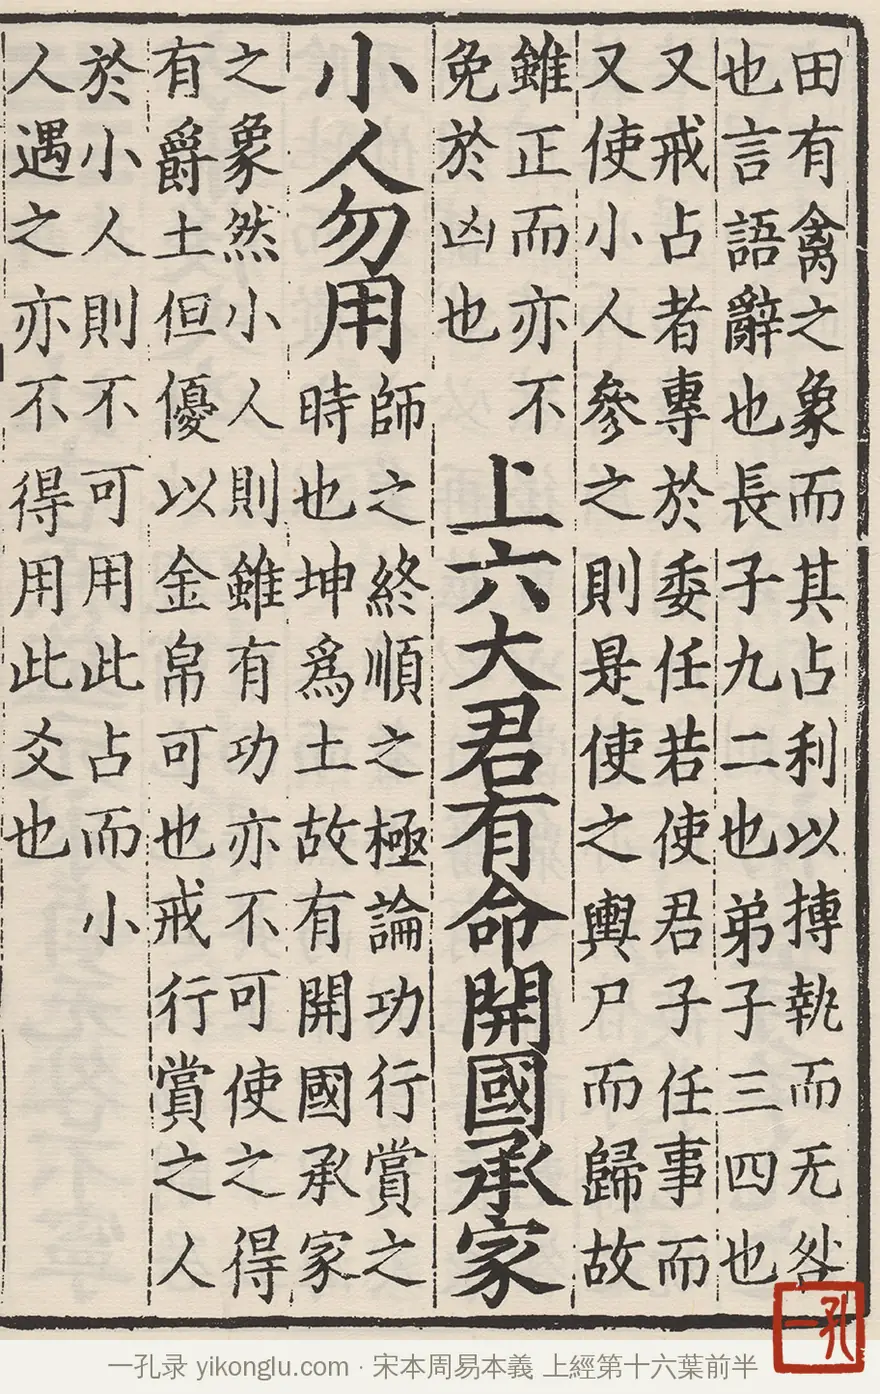 田有禽之象而其占利以搏執而无咎
也言語辭也長子九二也弟子三四也
又戒占者專於委任若使君子任事而
又使小人參之則是使之輿尸而歸故
雖正而亦不
免於凶也
上六大君有命開國承家
小人勿用
師之終順之極論功行賞之
時也坤爲土故有開國承家
之象然小人則雖有功亦不可使之得
有爵土但優以金帛可也戒行賞之人
於小人則不可用此占而小
人遇之亦不得用此爻也
一孔
一孔录 yikonglu.com · 宋本周易本義 上經第十六葉前半